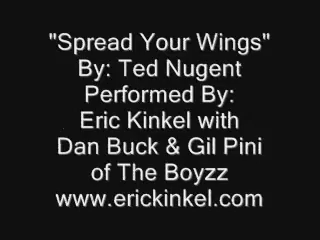 "Spread Your Wings"
By: Ted Nugent
Performed By:
Eric Kinkel with
Dan Buck & Gil Pini
of The Boyzz
www.erickinkel.com